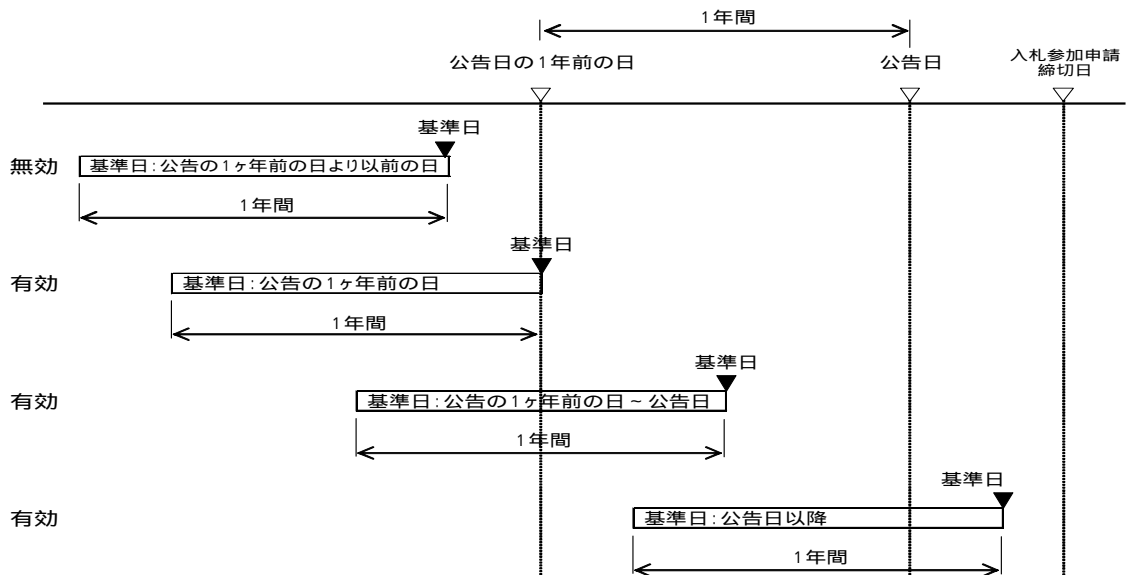 1年間
公告日の1年前の日
公告日
入札参加申請
締切日
基準日
無効
基準日:公告の1ヶ年前の日より以前の日
1年間
基準日
有効
基準日:公告の1ヶ年前の日
1年間
基準日
有効
基準日:公告の1ヶ年前の日~公告日
1年間
基準日
有効
基準日:公告日以降
1年間